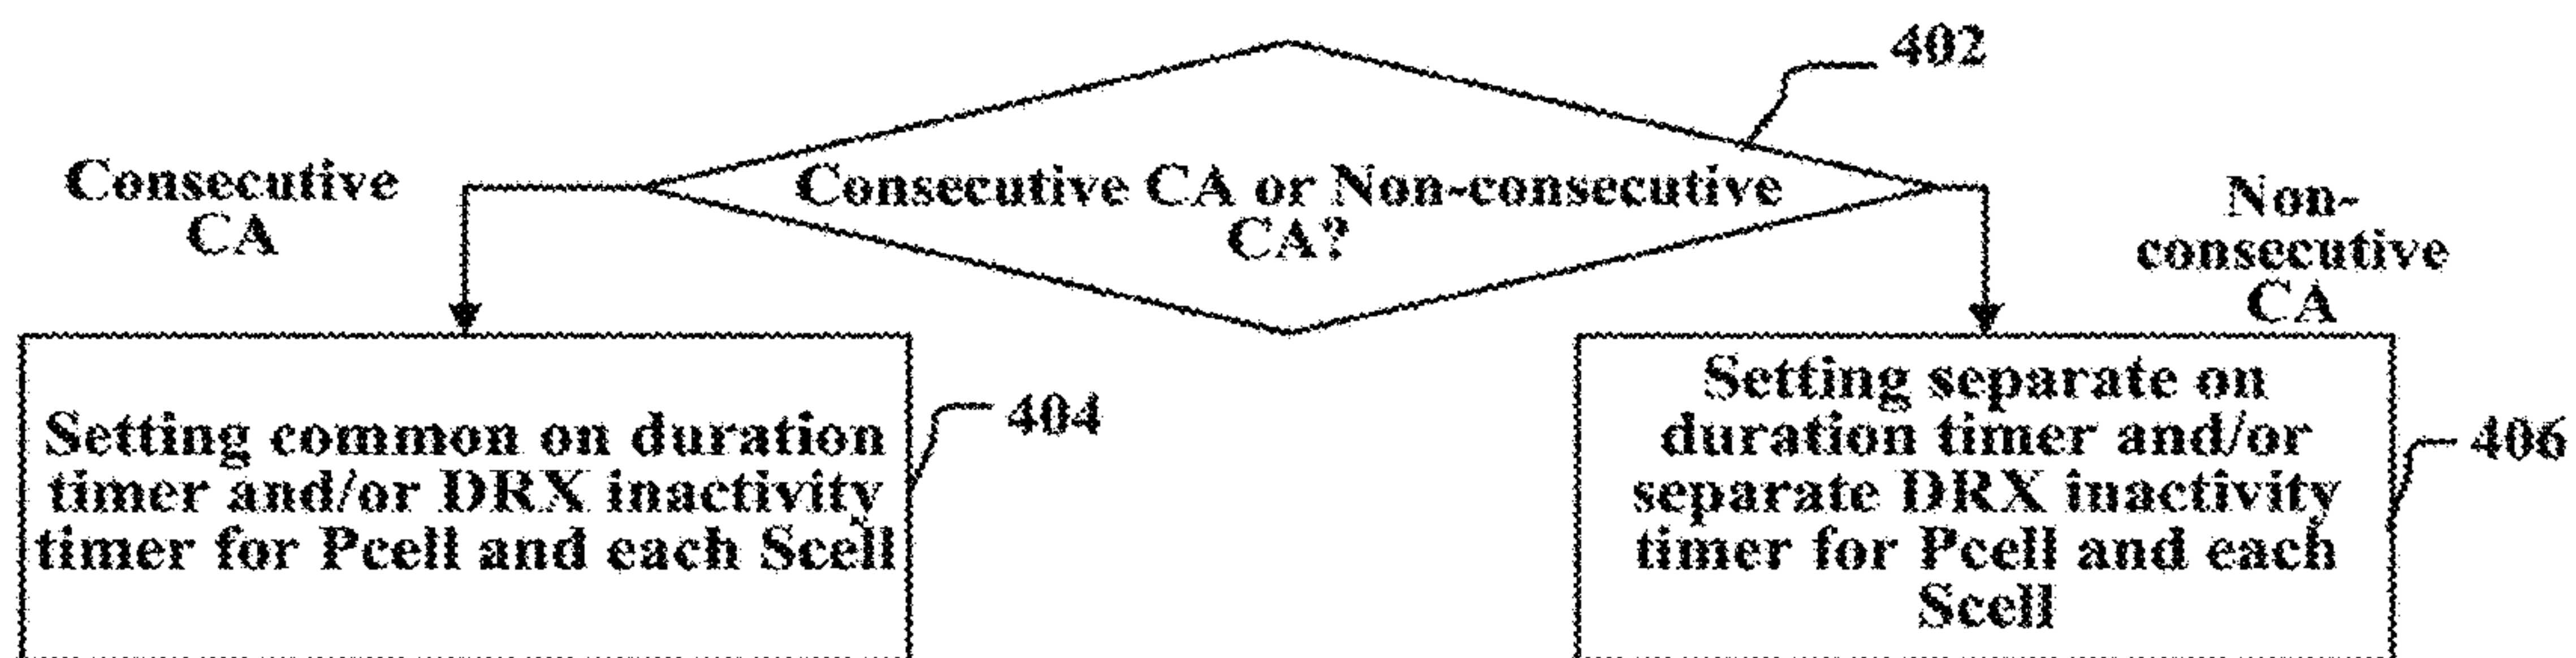 402
Consecutive CA or Non-consecutive
CA?
Consecutive
CA
Non-
consecutive
CA
Setting common on duration
timer and/or DRX inactivity
timer for Pcell and each Scell
404
Setting separate on
duration timer and/or
separate DRX inactivity
timer for Pcell and each
Scell
406